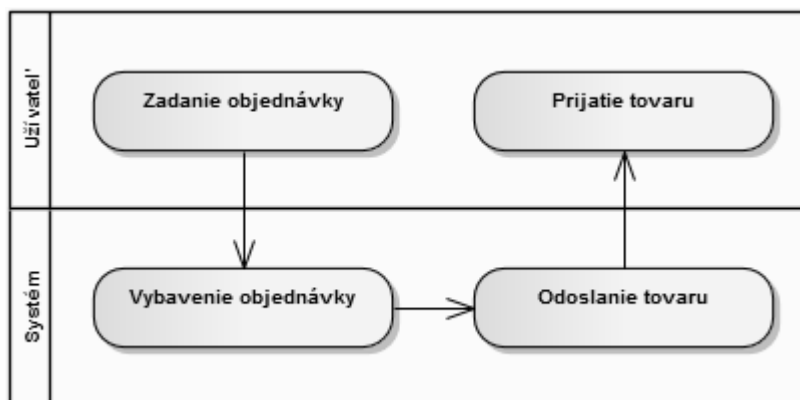 Užívateľ
Zadanie objednávky
Prijatie tovaru
Systém
Vybavenie objednávky
Odoslanie tovaru